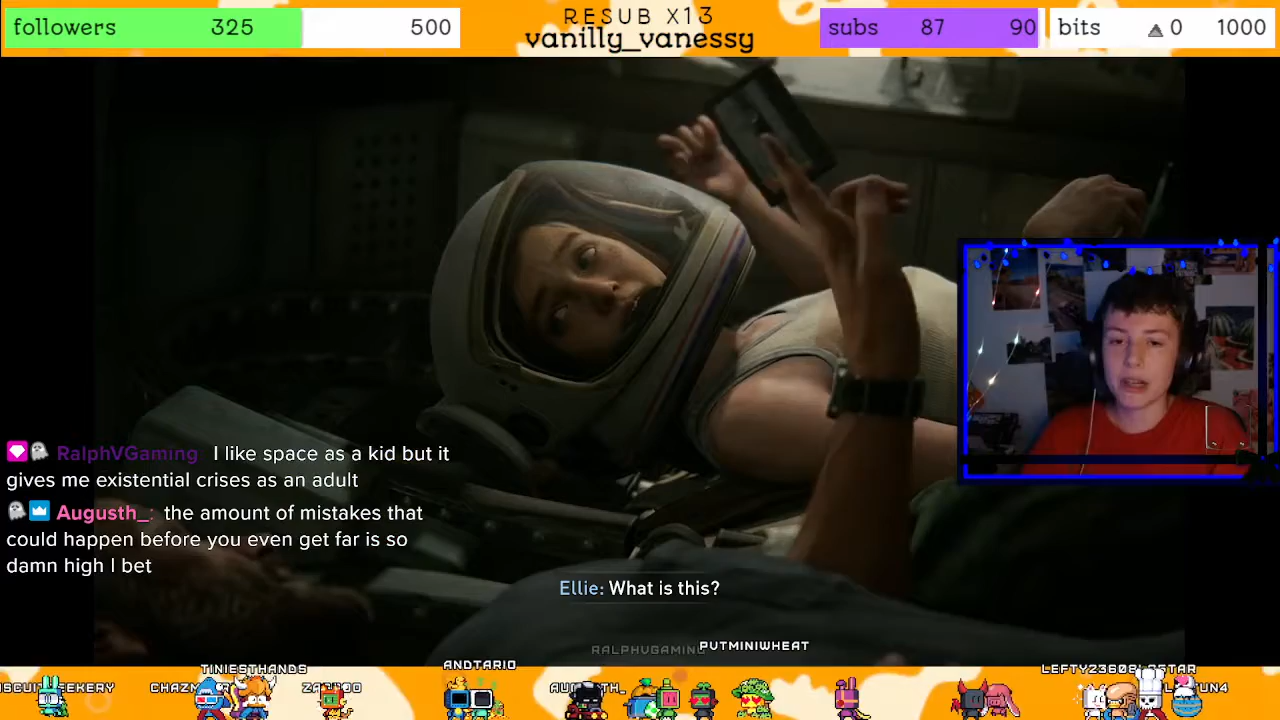 followers 325 500
RESUB X13
vanilly_vanessy
subs 87 90
bits 0 1000
RalphVGaming I like space as a kid but it
gives me existential crises as an adult
Augusth_: the amount of mistakes that
could happen before you even get far is so
damn high I bet
Ellie: What is this?
RALPHVGAMING
PUTMINIWHEAT
TINIESTHANDS
ANDTARIO